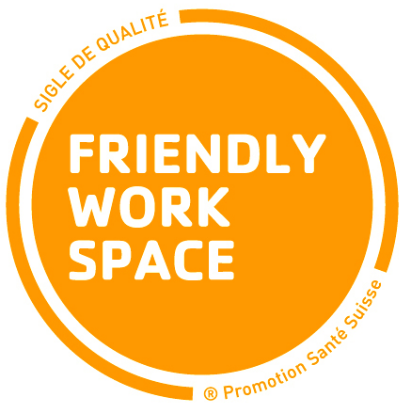 SIGLE DE QUALITÉ
FRIENDLY
WORK
SPACE
® Promotion Santé Suisse